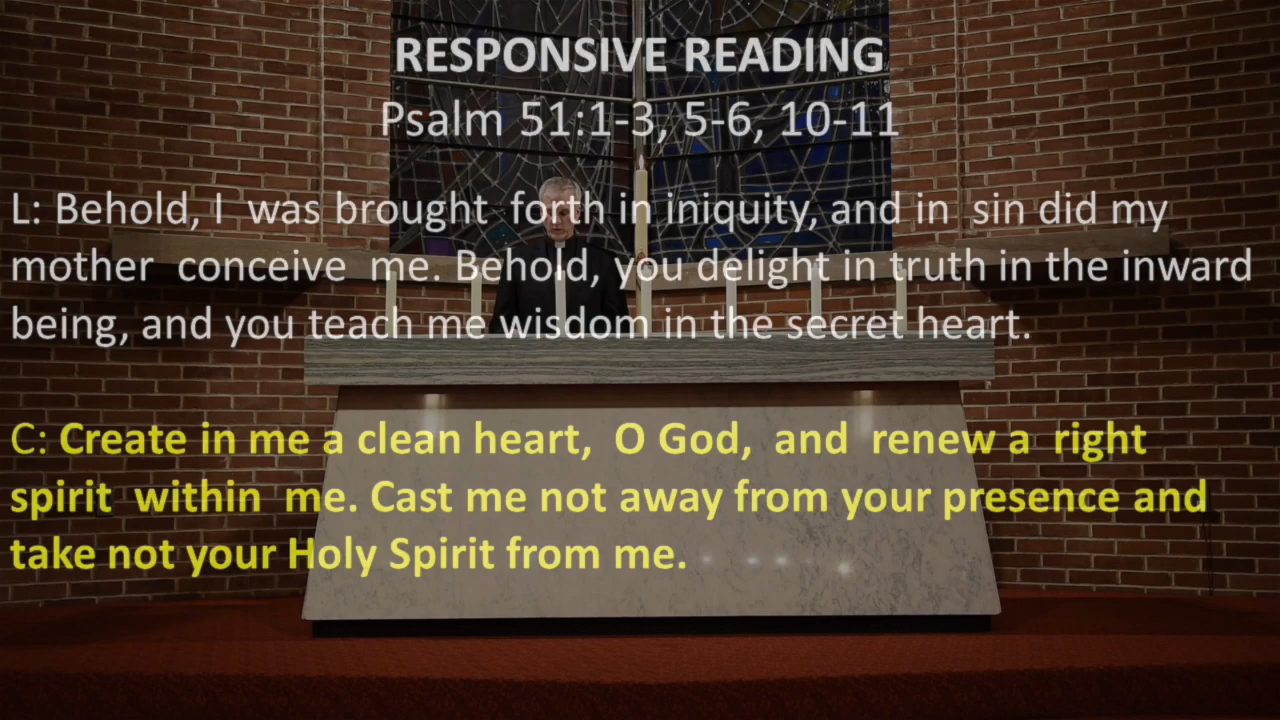 RESPONSIVE READING
Psalm 51:1-3, 5-6, 10-11
L: Behold, I was brought forth in iniquity, and in sin did my
mother conceive me. Behold, you delight in truth in the inward
being, and you teach me wisdom in the secret heart.
C: Create in me a clean heart, O God, and renew a right
spirit within me. Cast me not away from your presence and
take not your Holy Spirit from me.